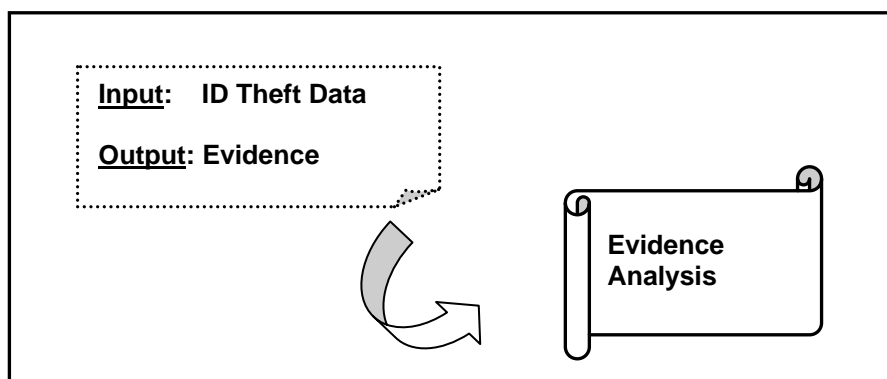 Input: ID Theft Data
Output: Evidence
Evidence
Analysis